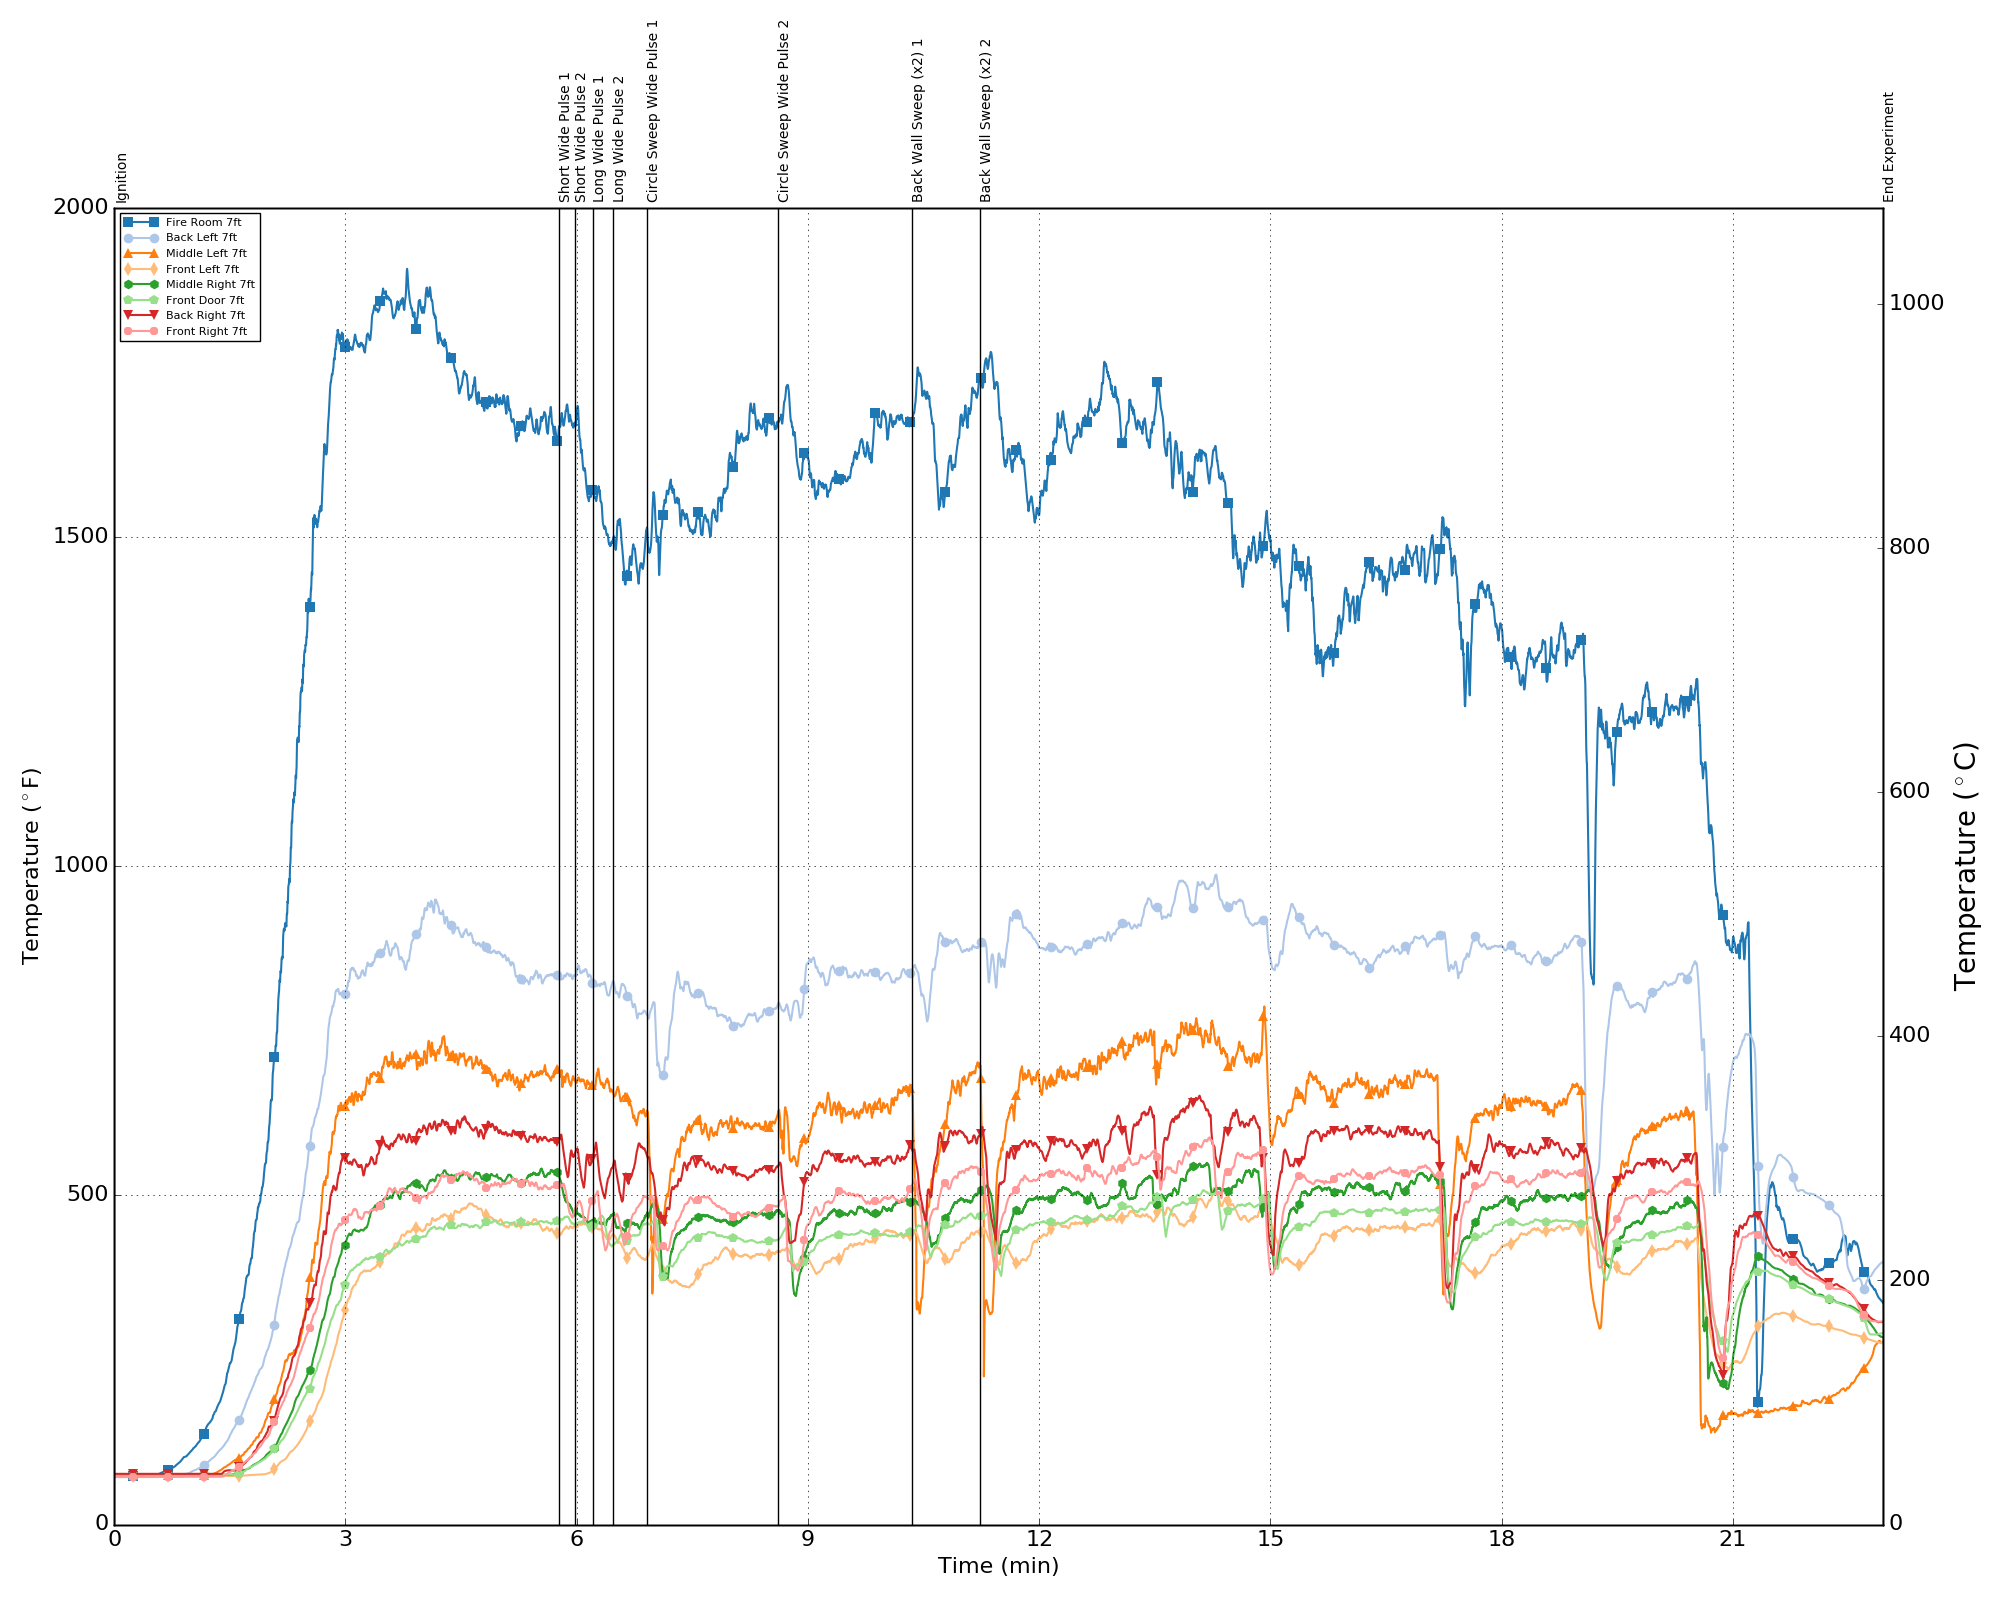 Ignition
Short Wide Pulse 1
Short Wide Pulse 2
Long Wide Pulse 1
Long Wide Pulse 2
Circle Sweep Wide Pulse 1
Circle Sweep Wide Pulse 2
Back Wall Sweep (x2) 1
Back Wall Sweep (x2) 2
End Experiment
Fire Room 7ft
Back Left 7ft
Middle Left 7ft
Front Left 7ft
Middle Right 7ft
Front Door 7ft
Back Right 7ft
Front Right 7ft
2000
1500
1000
500
0
Temperature (°F)
1000
800
600
400
200
0
Temperature (°C)
0 3 6 9 12 15 18 21
Time (min)